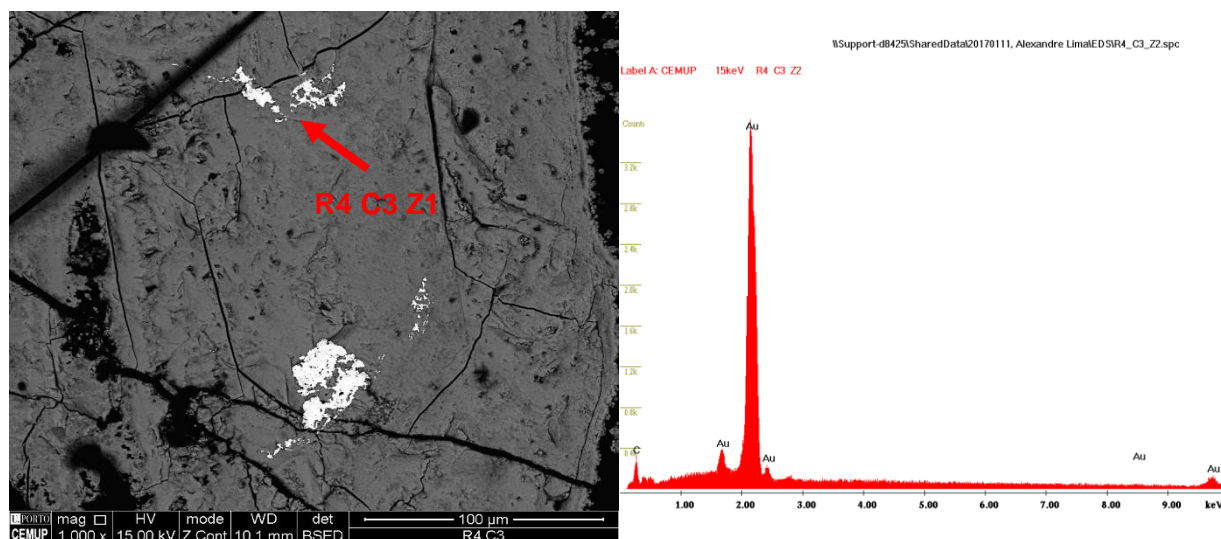 R4 C3 Z1
U. PORTO
CEMUP
mag □ HV mode WD det
1 000 x 15.00 kV Z Cont 10.1 mm BSED
100 µm
R4 C3
\\Support-d8425\SharedData\20170111, Alexandre Lima\EDS\R4_C3_Z2.spc
Label A: CEMUP 15keV R4 C3 Z2
Counts
Au
3.2k
2.8k
2.4k
2.0k
1.6k
1.2k
0.8k
0.4k
C
Au
Au
Au
Au
1.00 2.00 3.00 4.00 5.00 6.00 7.00 8.00 9.00 keV